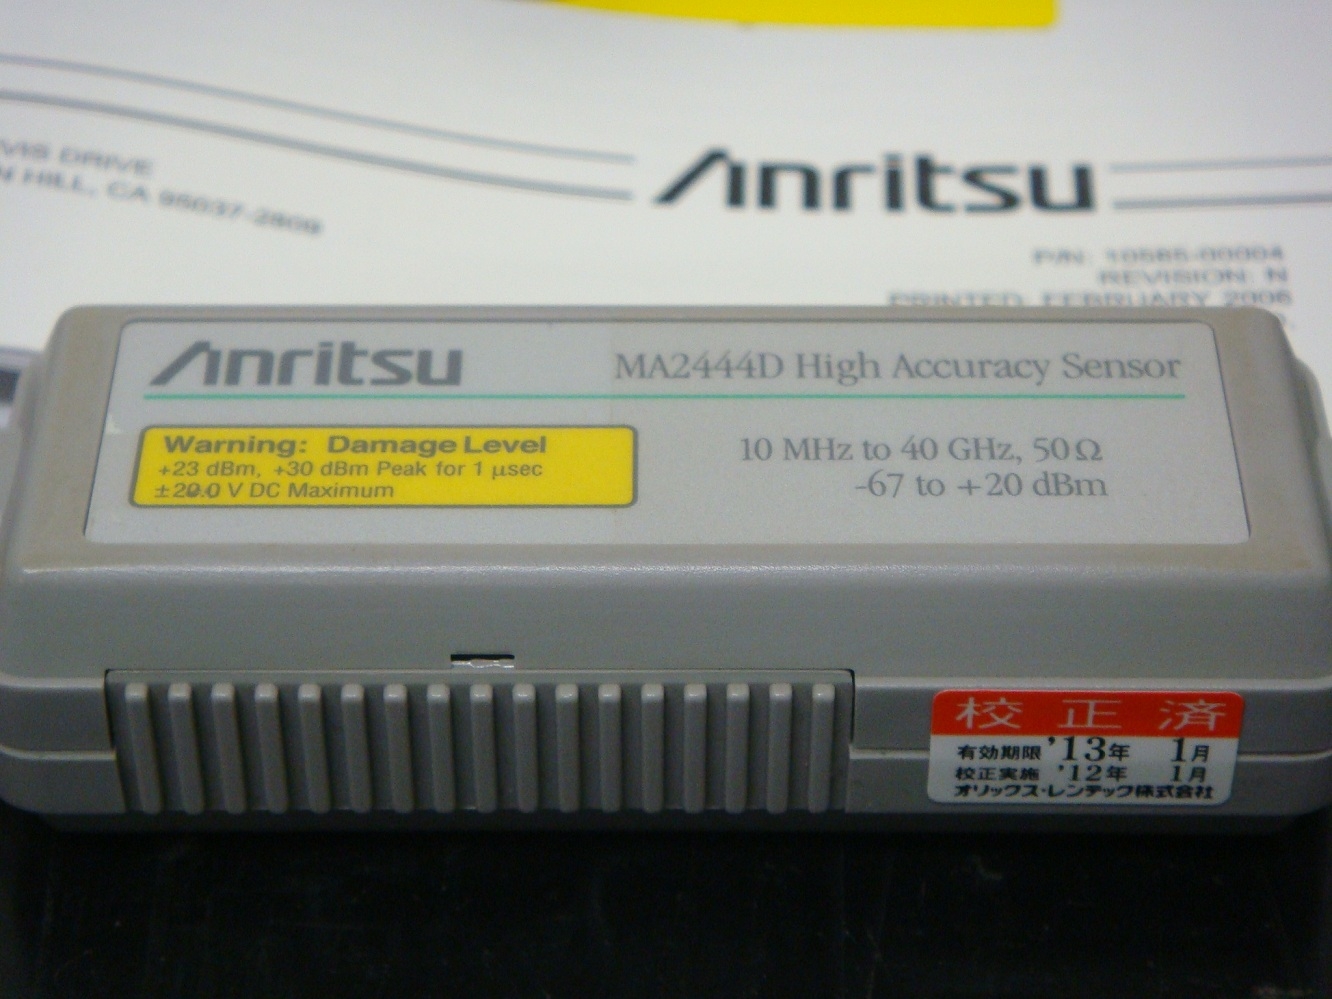 VIS DRIVE
N HILL, CA 95037-2809
Anritsu
P/N: 10585-00004
REVISION: N
PRINTED: FEBRUARY 2006
Anritsu
MA2444D High Accuracy Sensor
Warning: Damage Level
+23 dBm, +30 dBm Peak for 1 μsec
±20.0 V DC Maximum
10 MHz to 40 GHz, 50Ω
-67 to +20 dBm
校正済
有効期限 '13年 1月
校正実施 '12年 1月
オリックス・レンテック株式会社